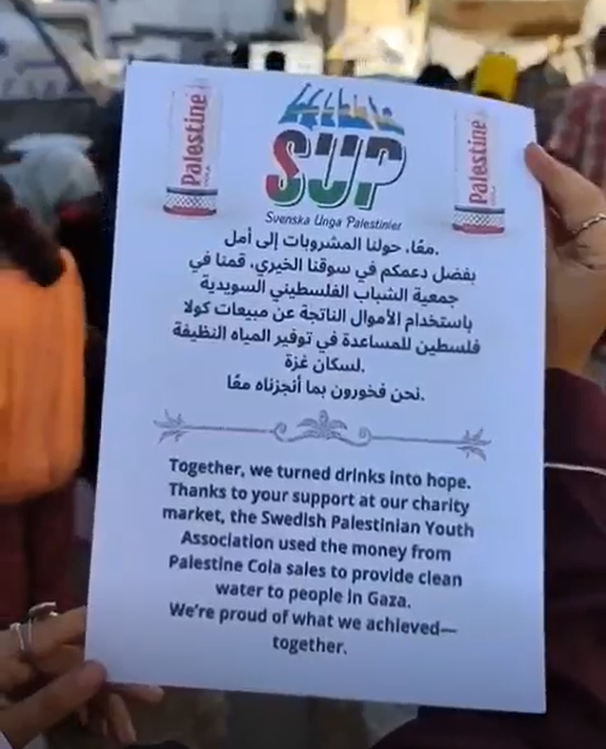 Palestine
COLA
SUP
Svenska Unga Palestinier
Palestine
COLA
.معًا، حولنا المشروبات إلى أمل
بفضل دعمكم في سوقنا الخيري، قمنا في
جمعية الشباب الفلسطيني السويدية
باستخدام الأموال الناتجة عن مبيعات كولا
فلسطين للمساعدة في توفير المياه النظيفة
.لسكان غزة
.نحن فخورون بما أنجزناه معًا
Together, we turned drinks into hope.
Thanks to your support at our charity
market, the Swedish Palestinian Youth
Association used the money from
Palestine Cola sales to provide clean
water to people in Gaza.
We're proud of what we achieved—
together.